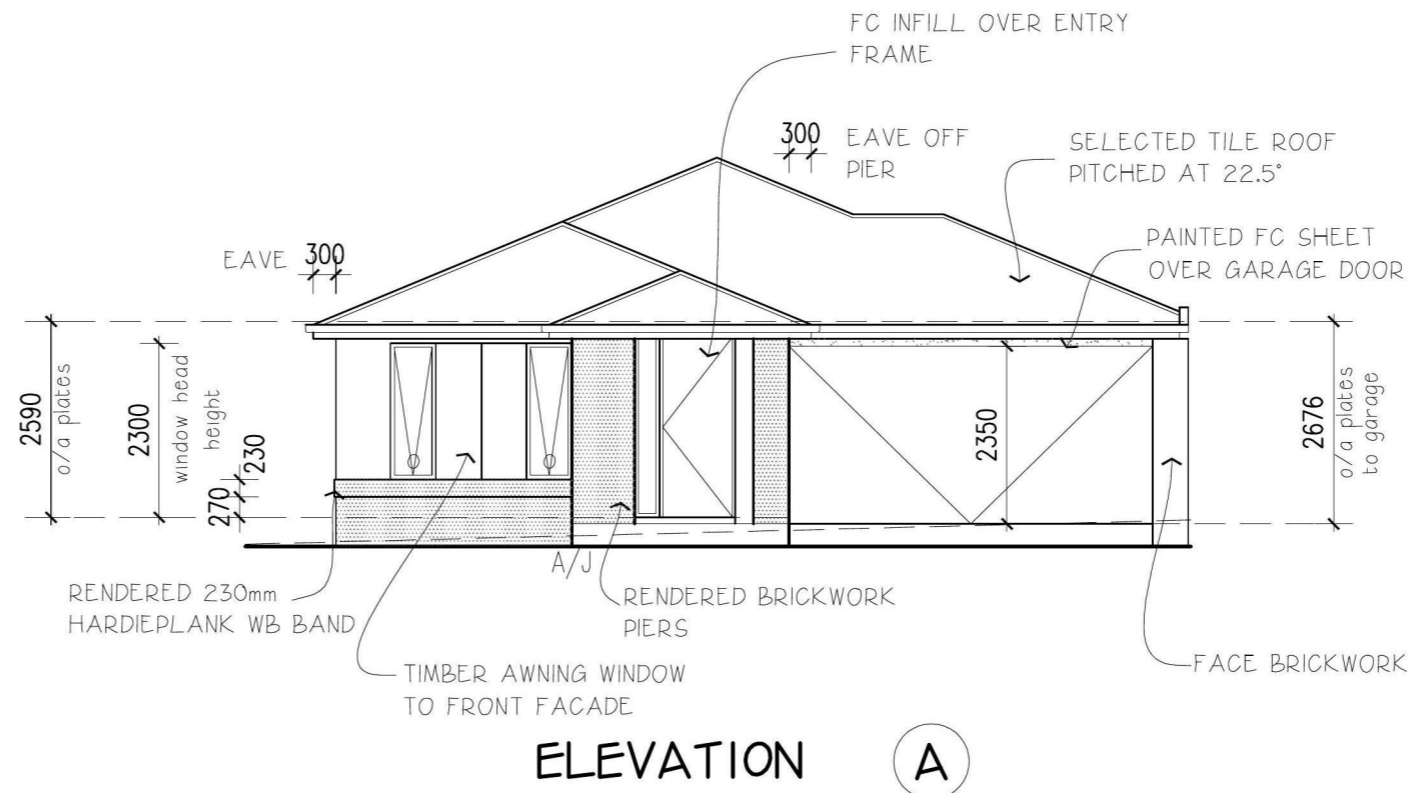 FC INFILL OVER ENTRY
FRAME
300
EAVE OFF
PIER
SELECTED TILE ROOF
PITCHED AT 22.5°
PAINTED FC SHEET
OVER GARAGE DOOR
EAVE 300
2590
o/a plates
2300
window head
height
230
270
2350
2676
o/a plates
to garage
A/J
RENDERED 230mm
HARDIEPLANK WB BAND
RENDERED BRICKWORK
PIERS
TIMBER AWNING WINDOW
TO FRONT FACADE
FACE BRICKWORK
ELEVATION A